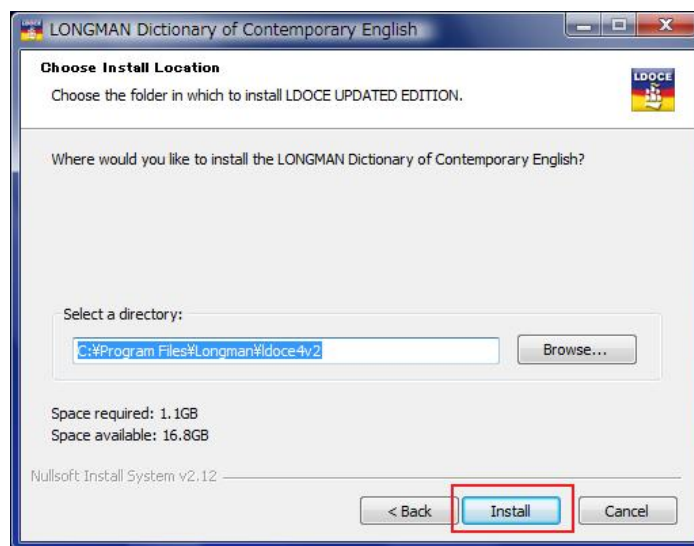 LONGMAN Dictionary of Contemporary English
Choose Install Location
Choose the folder in which to install LDOCE UPDATED EDITION.
LDOCE
Where would you like to install the LONGMAN Dictionary of Contemporary English?
Select a directory:
C:¥Program Files¥Longman¥ldoce4v2
Browse...
Space required: 1.1GB
Space available: 16.8GB
Nullsoft Install System v2.12
< Back Install Cancel